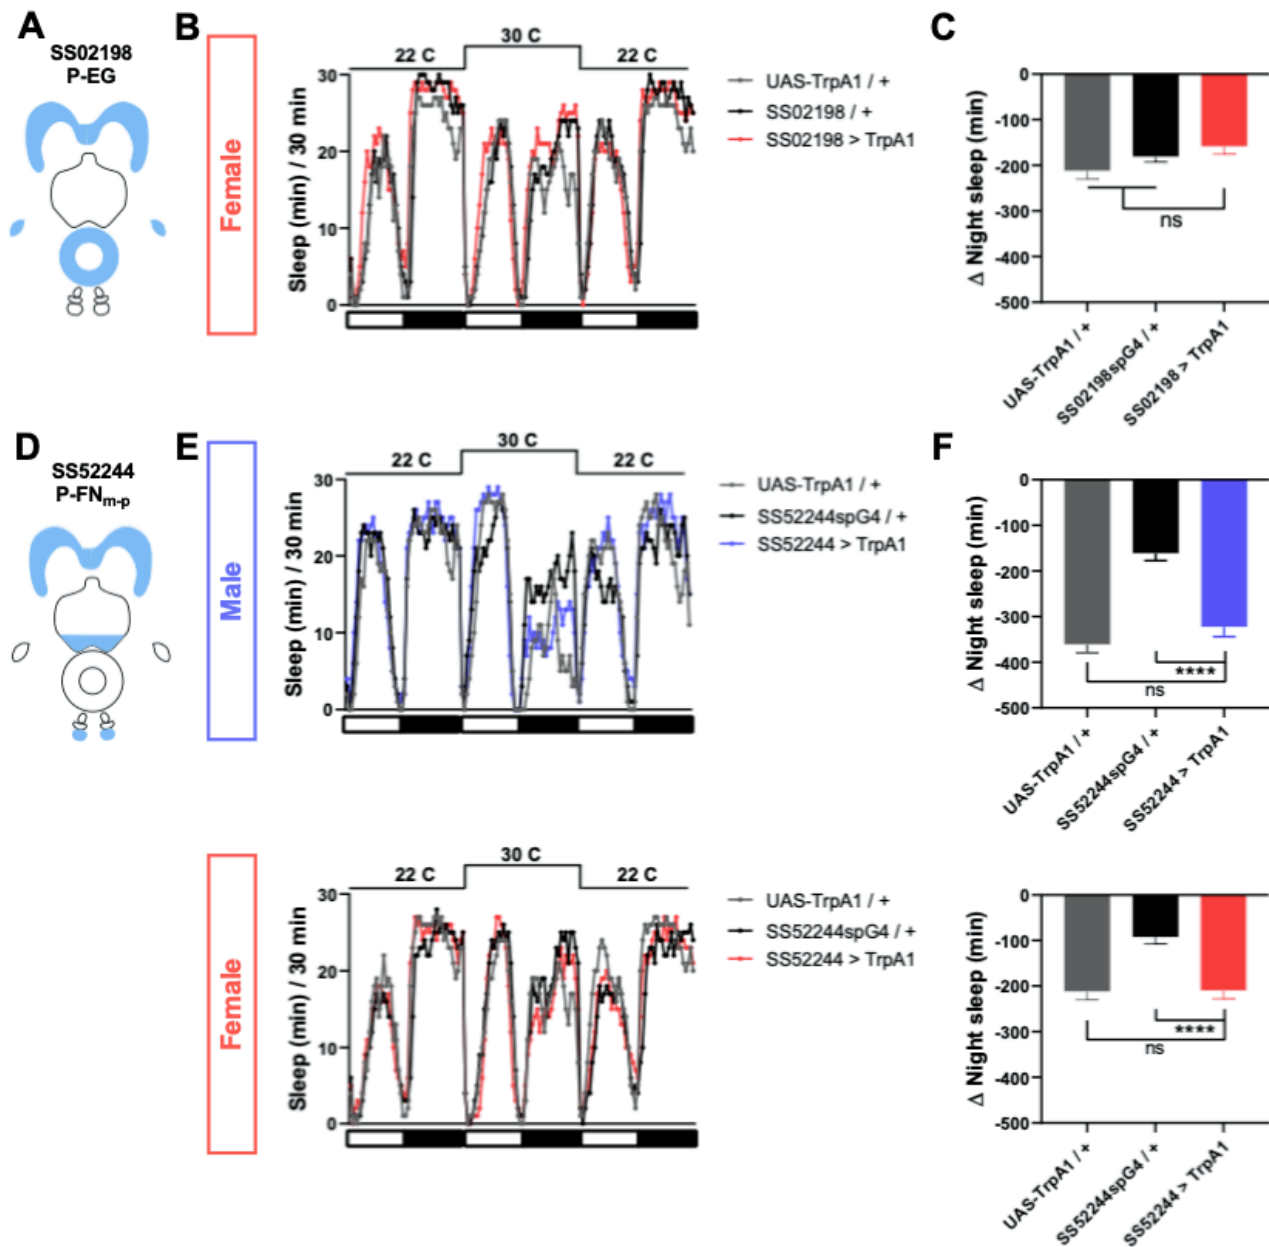 A
SS02198
P-EG
B
Female
22 C
30 C
22 C
Sleep (min) / 30 min
30
20
10
0
UAS-TrpA1 / +
SS02198 / +
SS02198 > TrpA1
C
Δ Night sleep (min)
0
-100
-200
-300
-400
-500
ns
UAS-TrpA1 / +
SS02198spG4 / +
SS02198 > TrpA1
D
SS52244
P-FNm-p
E
Male
22 C
30 C
22 C
Sleep (min) / 30 min
30
20
10
0
UAS-TrpA1 / +
SS52244spG4 / +
SS52244 > TrpA1
F
Δ Night sleep (min)
0
-100
-200
-300
-400
-500
****
ns
UAS-TrpA1 / +
SS52244spG4 / +
SS52244 > TrpA1
Female
22 C
30 C
22 C
Sleep (min) / 30 min
30
20
10
0
UAS-TrpA1 / +
SS52244spG4 / +
SS52244 > TrpA1
Δ Night sleep (min)
0
-100
-200
-300
-400
-500
****
ns
UAS-TrpA1 / +
SS52244spG4 / +
SS52244 > TrpA1